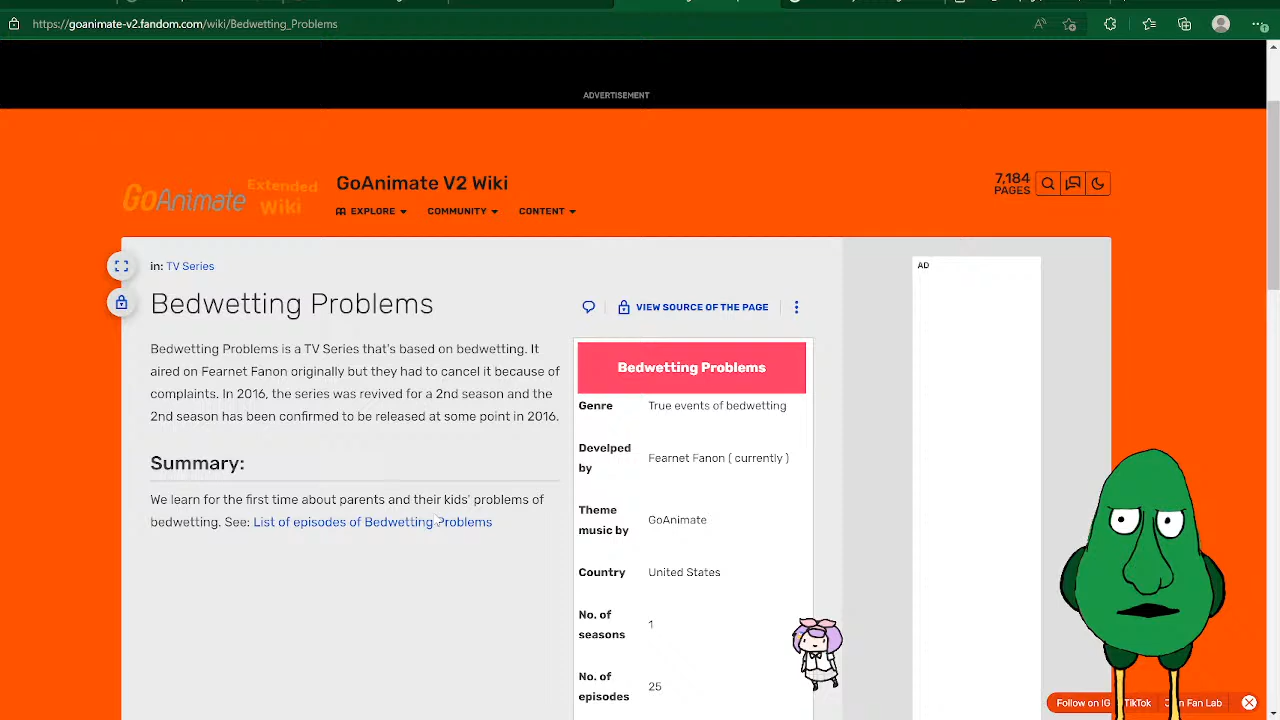 https://goanimate-v2.fandom.com/wiki/Bedwetting_Problems
ADVERTISEMENT
GoAnimate
Extended
Wiki
GoAnimate V2 Wiki
7,184
PAGES
EXPLORE
COMMUNITY
CONTENT
in: TV Series
AD
Bedwetting Problems
VIEW SOURCE OF THE PAGE
Bedwetting Problems is a TV Series that's based on bedwetting. It
aired on Fearnet Fanon originally but they had to cancel it because of
complaints. In 2016, the series was revived for a 2nd season and the
2nd season has been confirmed to be released at some point in 2016.
Summary:
We learn for the first time about parents and their kids' problems of
bedwetting. See: List of episodes of Bedwetting Problems
Bedwetting Problems
Genre True events of bedwetting
Develped
by
Fearnet Fanon ( currently )
Theme
music by
GoAnimate
Country United States
No. of
seasons
1
No. of
episodes
25
Follow on IG
TikTok
Fan Lab